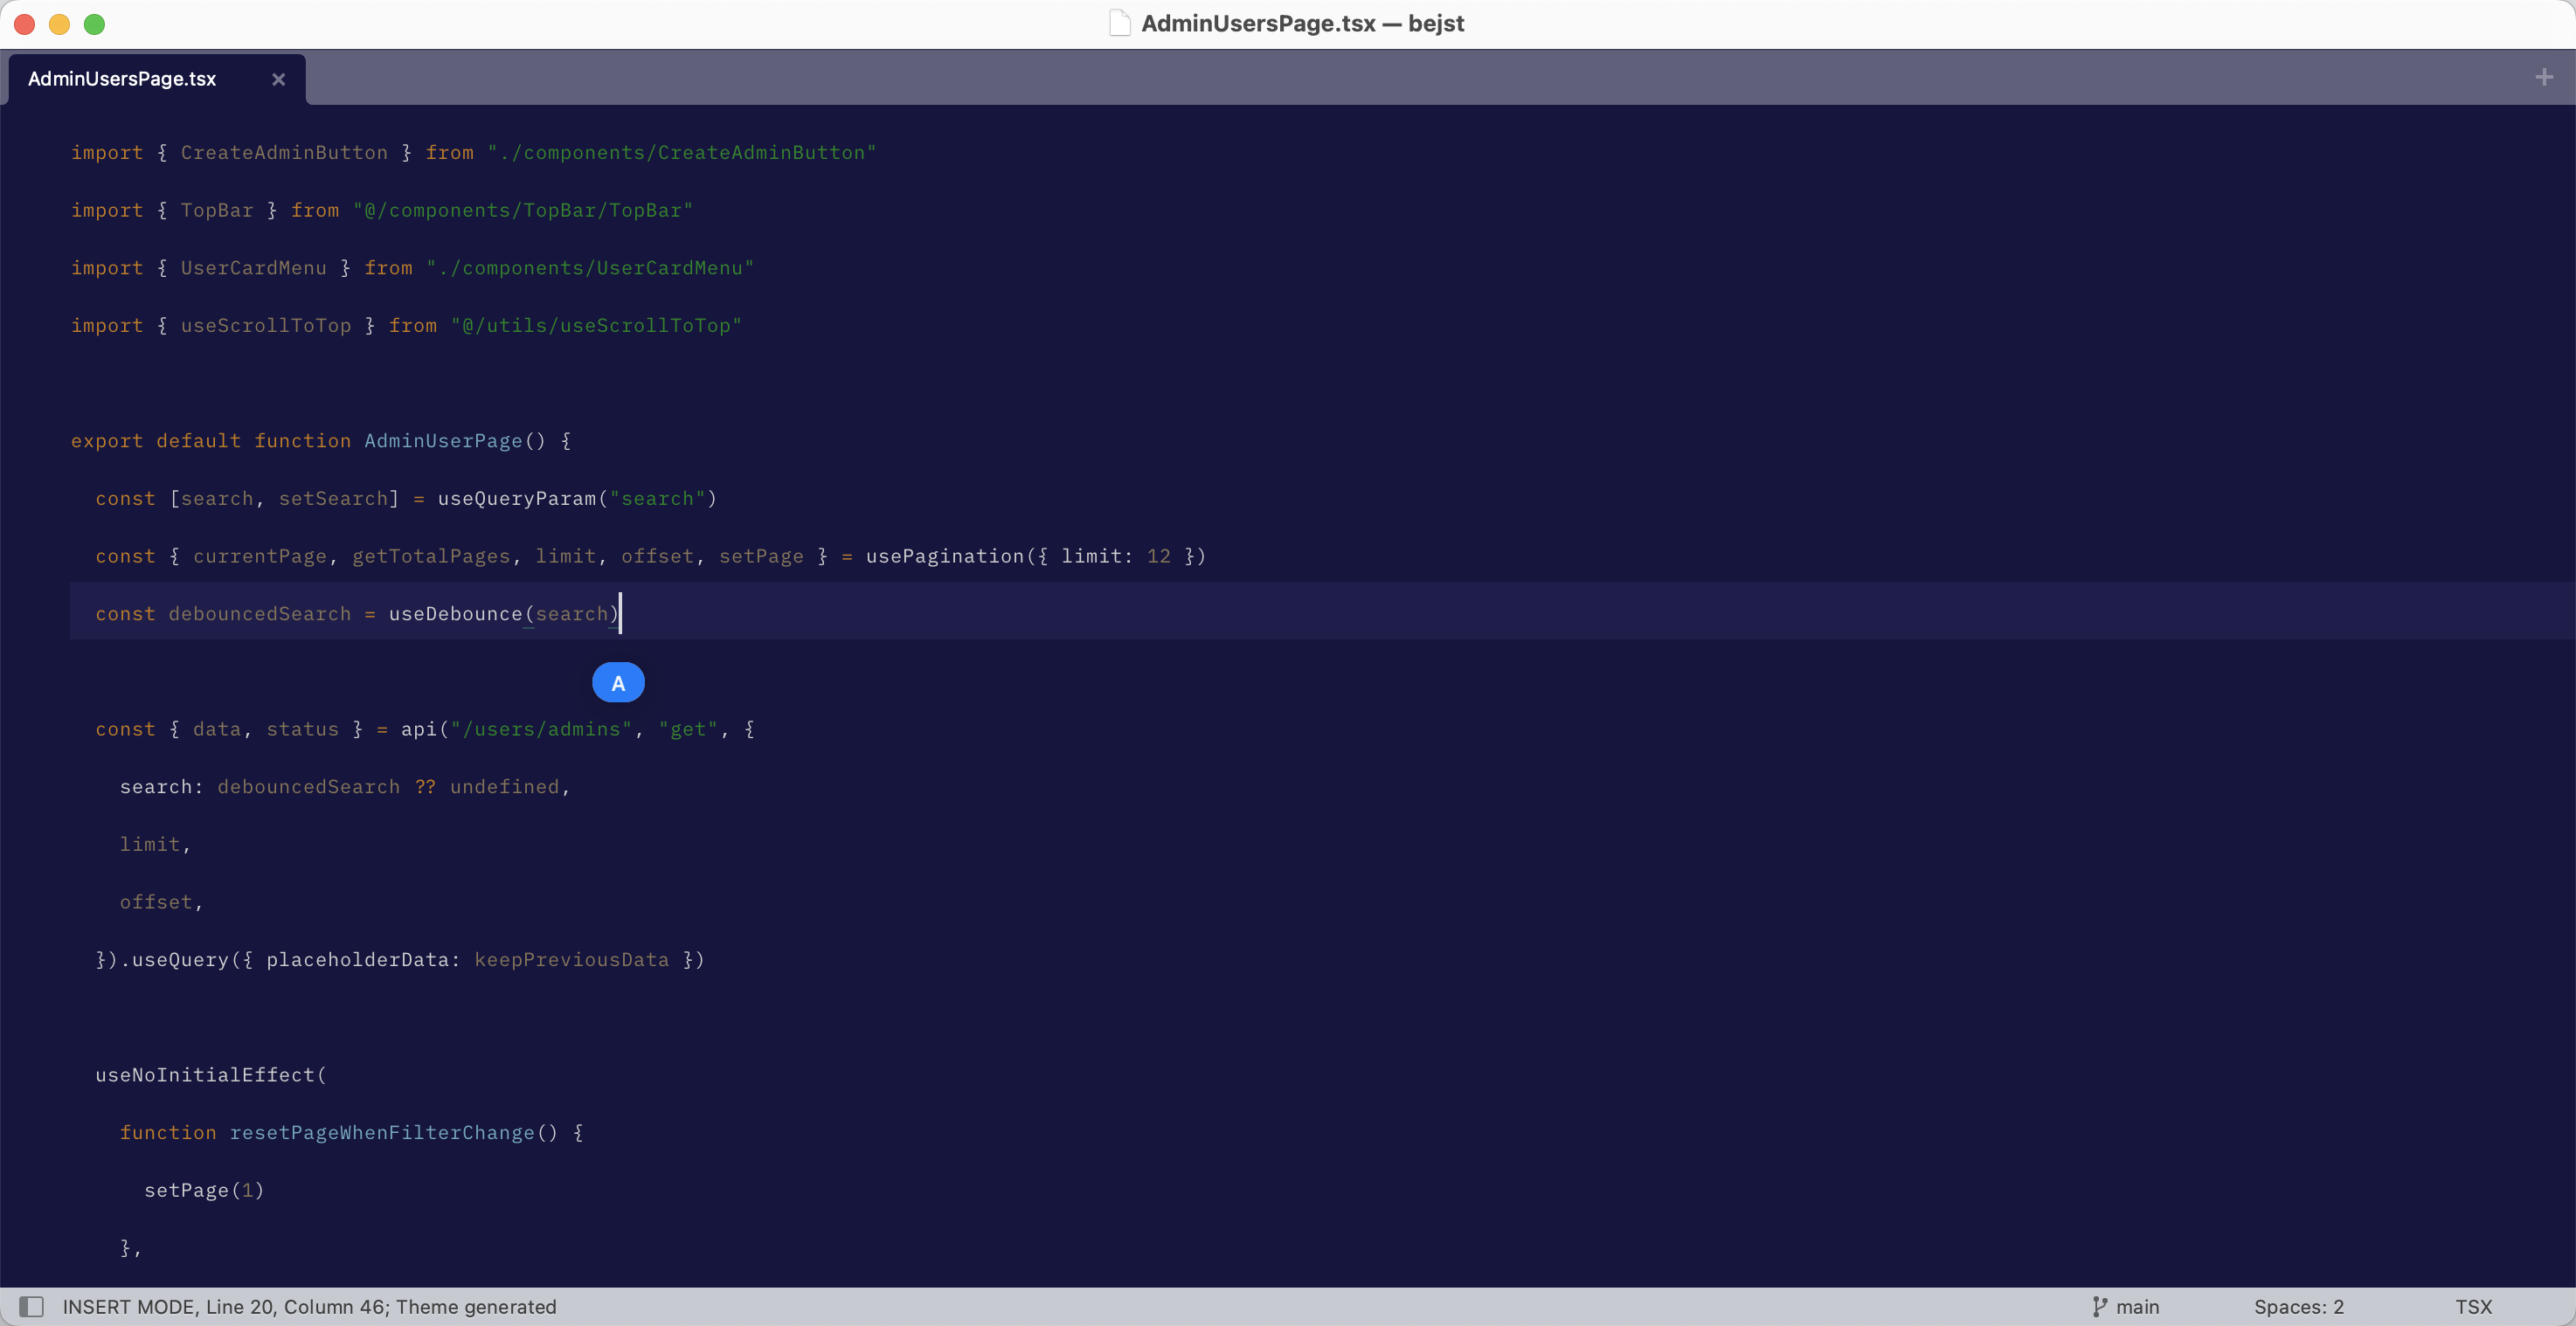 AdminUsersPage.tsx — bejst
AdminUsersPage.tsx
import { CreateAdminButton } from "./components/CreateAdminButton"
import { TopBar } from "@/components/TopBar/TopBar"
import { UserCardMenu } from "./components/UserCardMenu"
import { useScrollToTop } from "@/utils/useScrollToTop"
export default function AdminUserPage() {
const [search, setSearch] = useQueryParam("search")
const { currentPage, getTotalPages, limit, offset, setPage } = usePagination({ limit: 12 })
const debouncedSearch = useDebounce(search)
A
const { data, status } = api("/users/admins", "get", {
search: debouncedSearch ?? undefined,
limit,
offset,
}).useQuery({ placeholderData: keepPreviousData })
useNoInitialEffect(
function resetPageWhenFilterChange() {
setPage(1)
},
INSERT MODE, Line 20, Column 46; Theme generated
main
Spaces: 2
TSX